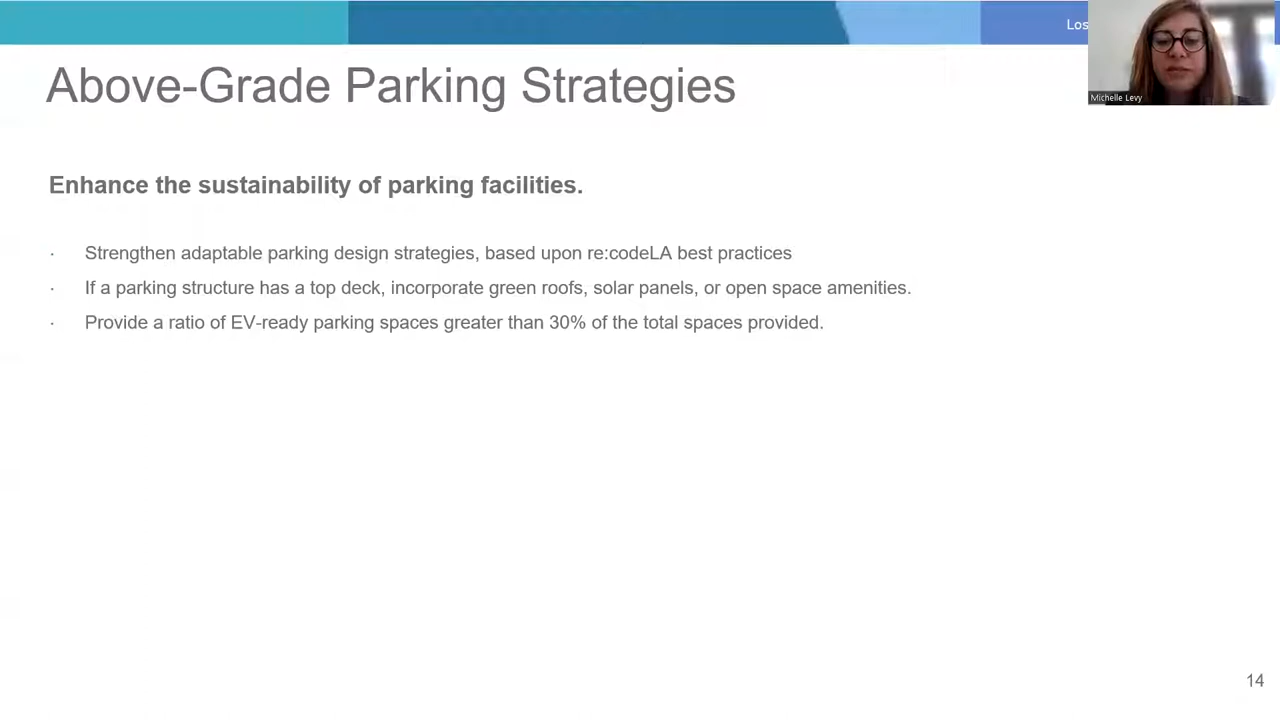 Los
Above-Grade Parking Strategies
Michelle Levy
Enhance the sustainability of parking facilities.
· Strengthen adaptable parking design strategies, based upon re:codeLA best practices
· If a parking structure has a top deck, incorporate green roofs, solar panels, or open space amenities.
· Provide a ratio of EV-ready parking spaces greater than 30% of the total spaces provided.
14